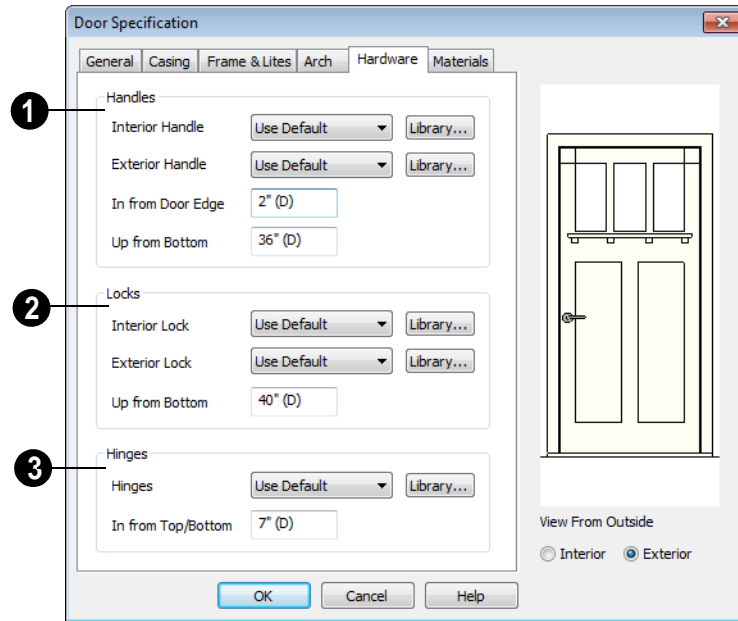 Door Specification
General Casing Frame & Lites Arch Hardware Materials
1
Handles
Interior Handle Use Default Library...
Exterior Handle Use Default Library...
In from Door Edge 2" (D)
Up from Bottom 36" (D)
2
Locks
Interior Lock Use Default Library...
Exterior Lock Use Default Library...
Up from Bottom 40" (D)
3
Hinges
Hinges Use Default Library...
In from Top/Bottom 7" (D)
View From Outside
Interior Exterior
OK Cancel Help